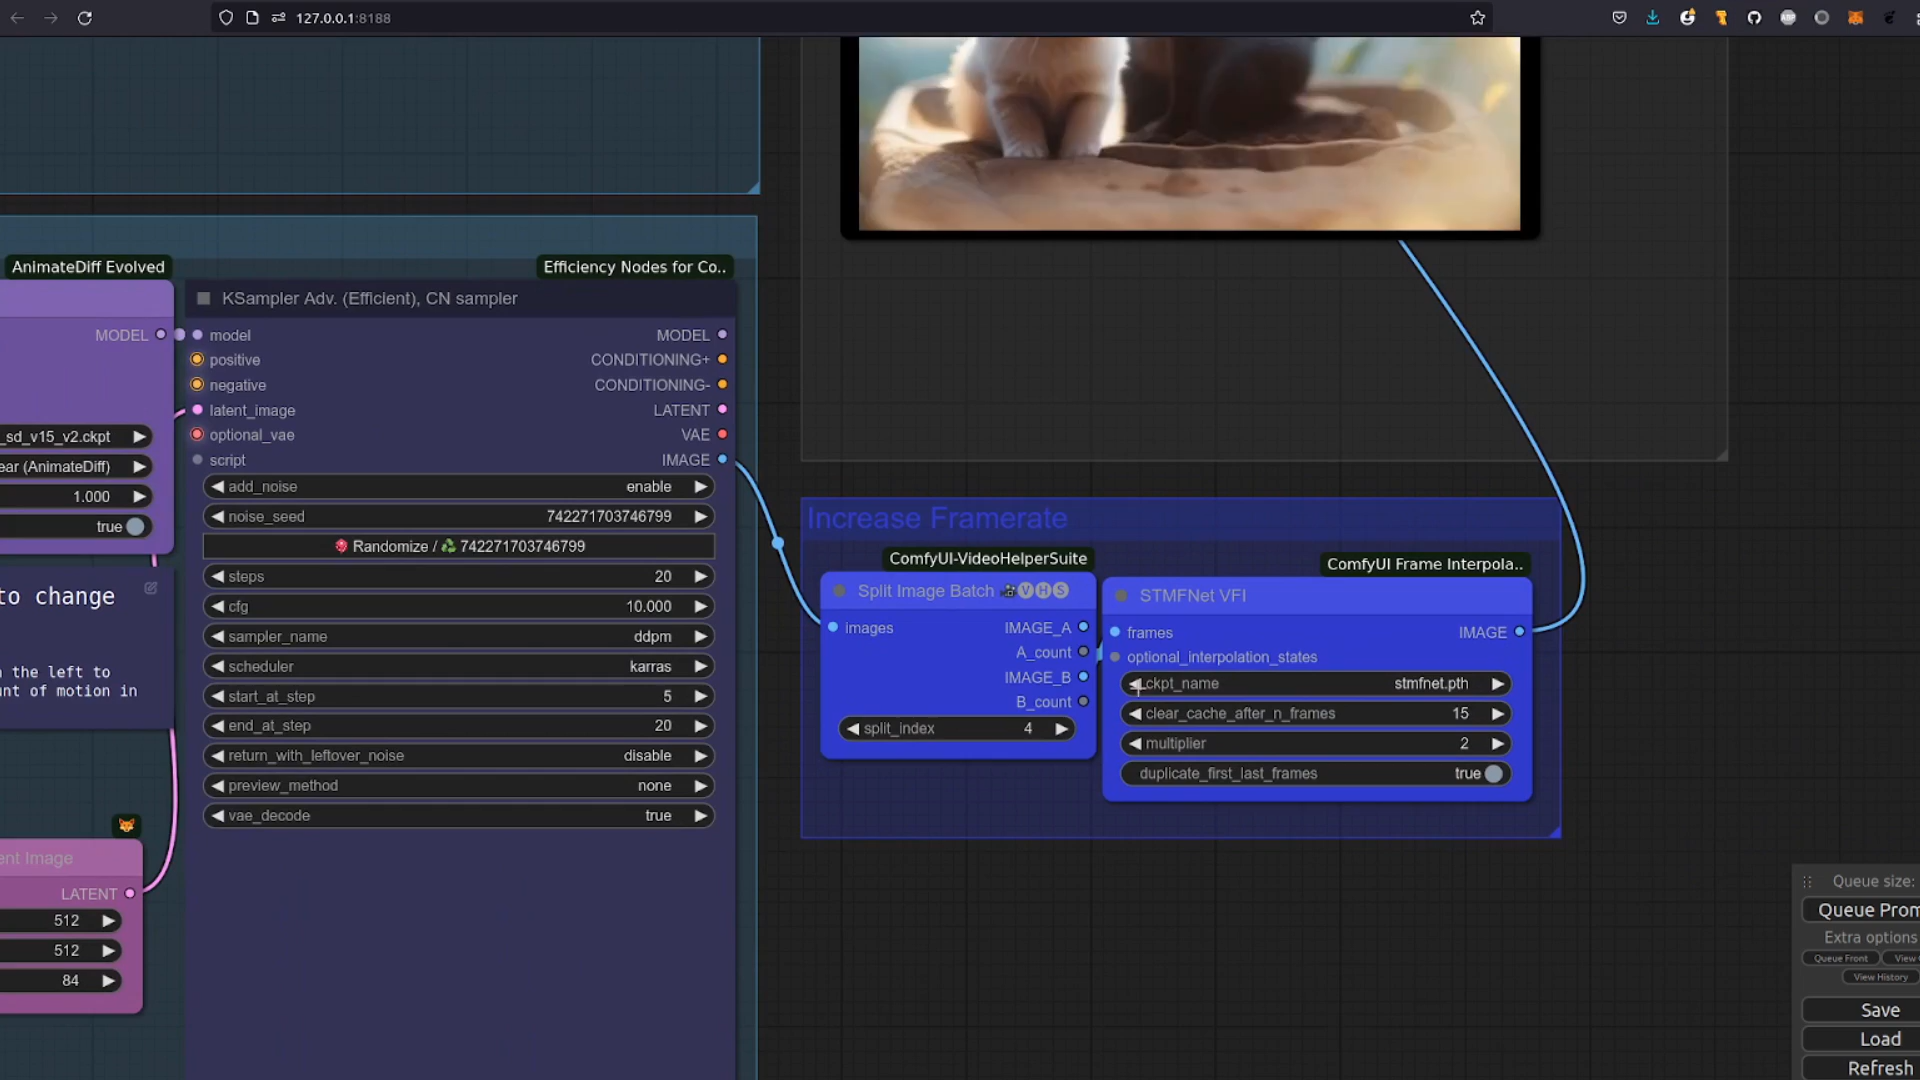 127.0.0.1:8188
AnimateDiff Evolved
Efficiency Nodes for Co..
KSampler Adv. (Efficient), CN sampler
MODEL
model
MODEL
positive
CONDITIONING+
negative
CONDITIONING-
latent_image
LATENT
optional_vae
VAE
script
IMAGE
_sd_v15_v2.ckpt
ear (AnimateDiff)
1.000
true
add_noise
enable
noise_seed
742271703746799
Randomize / 742271703746799
steps
20
cfg
10.000
sampler_name
ddpm
scheduler
karras
start_at_step
5
end_at_step
20
return_with_leftover_noise
disable
preview_method
none
vae_decode
true
to change
n the left to
unt of motion in
ent Image
LATENT
512
512
84
Increase Framerate
ComfyUI-VideoHelperSuite
Split Image Batch VHS
images
IMAGE_A
A_count
IMAGE_B
B_count
split_index
4
ComfyUI Frame Interpola..
STMFNet VFI
frames
IMAGE
optional_interpolation_states
ckpt_name
stmfnet.pth
clear_cache_after_n_frames
15
multiplier
2
duplicate_first_last_frames
true
Queue size:
Queue Prom
Extra options
Queue Front
View
View History
Save
Load
Refresh